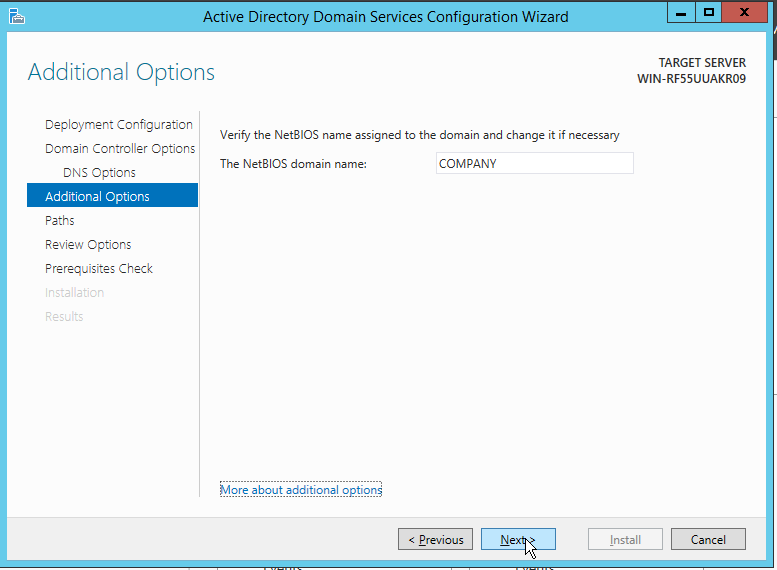 Active Directory Domain Services Configuration Wizard
Additional Options
TARGET SERVER
WIN-RF55UUAKR09
Deployment Configuration
Domain Controller Options
DNS Options
Additional Options
Paths
Review Options
Prerequisites Check
Installation
Results
Verify the NetBIOS name assigned to the domain and change it if necessary
The NetBIOS domain name: COMPANY
More about additional options
< Previous Next > Install Cancel
Events Events